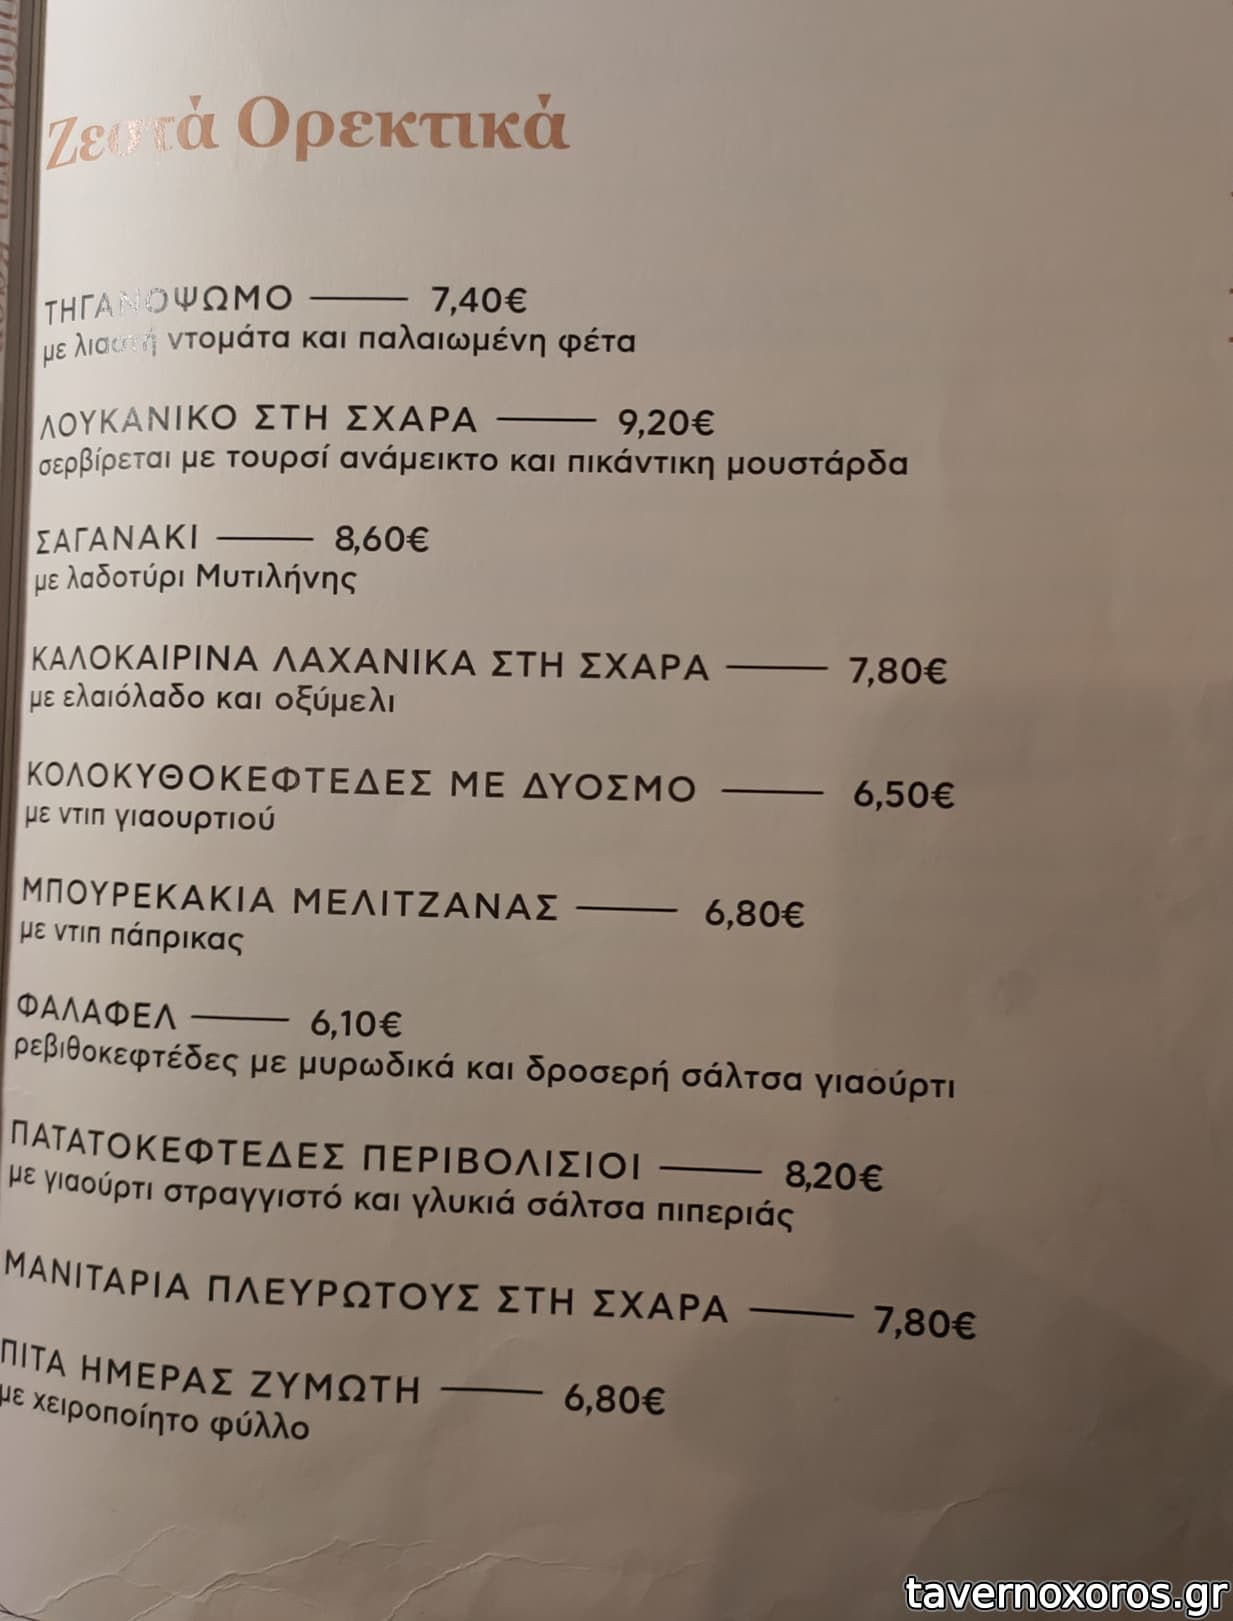 Ζεστά Ορεκτικά
ΤΗΓΑΝΟΨΩΜΟ —— 7,40€
με λιαστή ντομάτα και παλαιωμένη φέτα
ΛΟΥΚΑΝΙΚΟ ΣΤΗ ΣΧΑΡΑ —— 9,20€
σερβίρεται με τουρσί ανάμεικτο και πικάντικη μουστάρδα
ΣΑΓΑΝΑΚΙ —— 8,60€
με λαδοτύρι Μυτιλήνης
ΚΑΛΟΚΑΙΡΙΝΑ ΛΑΧΑΝΙΚΑ ΣΤΗ ΣΧΑΡΑ —— 7,80€
με ελαιόλαδο και οξύμελι
ΚΟΛΟΚΥΘΟΚΕΦΤΕΔΕΣ ΜΕ ΔΥΟΣΜΟ —— 6,50€
με ντιπ γιαουρτιού
ΜΠΟΥΡΕΚΑΚΙΑ ΜΕΛΙΤΖΑΝΑΣ —— 6,80€
με ντιπ πάπρικας
ΦΑΛΑΦΕΛ —— 6,10€
ρεβιθοκεφτέδες με μυρωδικά και δροσερή σάλτσα γιαούρτι
ΠΑΤΑΤΟΚΕΦΤΕΔΕΣ ΠΕΡΙΒΟΛΙΣΙΟΙ —— 8,20€
με γιαούρτι στραγγιστό και γλυκιά σάλτσα πιπεριάς
ΜΑΝΙΤΑΡΙΑ ΠΛΕΥΡΩΤΟΥΣ ΣΤΗ ΣΧΑΡΑ —— 7,80€
ΠΙΤΑ ΗΜΕΡΑΣ ΖΥΜΩΤΗ —— 6,80€
με χειροποίητο φύλλο
tavernoxoros.gr